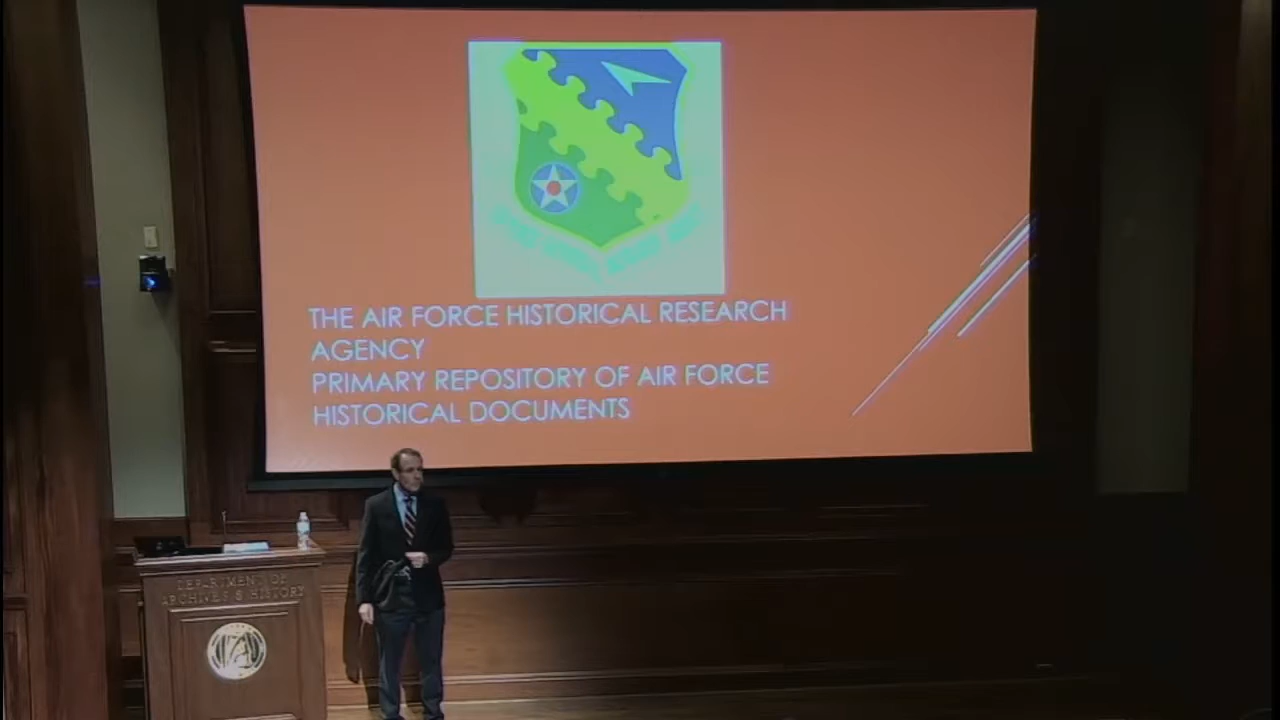 THE AIR FORCE HISTORICAL RESEARCH
AGENCY
PRIMARY REPOSITORY OF AIR FORCE
HISTORICAL DOCUMENTS
DEPARTMENT OF
ARCHIVES & HISTORY